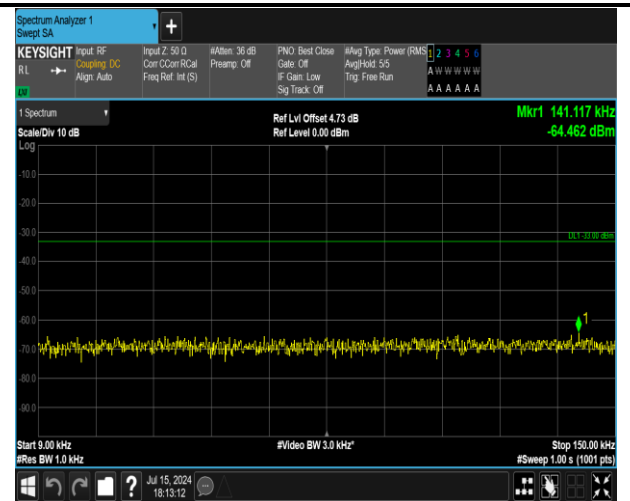 Spectrum Analyzer 1
Swept SA
KEYSIGHT Input: RF Input Z: 50 Ω #Atten: 36 dB PNO: Best Close #Avg Type: Power (RMS 1 2 3 4 5 6
RL Coupling: DC Corr CCorr RCal Preamp: Off Gate: Off Avg|Hold: 5/5 A W W W W W
Align: Auto Freq Ref: Int (S) IF Gain: Low Trig: Free Run
Sig Track: Off A A A A A A
1 Spectrum Ref Lvl Offset 4.73 dB Mkr1 141.117 kHz
Scale/Div 10 dB Ref Level 0.00 dBm -64.462 dBm
Log
-10.0
-20.0
-30.0 DL1 -33.00 dBm
-40.0
-50.0
-60.0 1
-70.0
-80.0
-90.0
Start 9.00 kHz #Video BW 3.0 kHz* Stop 150.00 kHz
#Res BW 1.0 kHz #Sweep 1.00 s (1001 pts)
? Jul 15, 2024
18:13:12